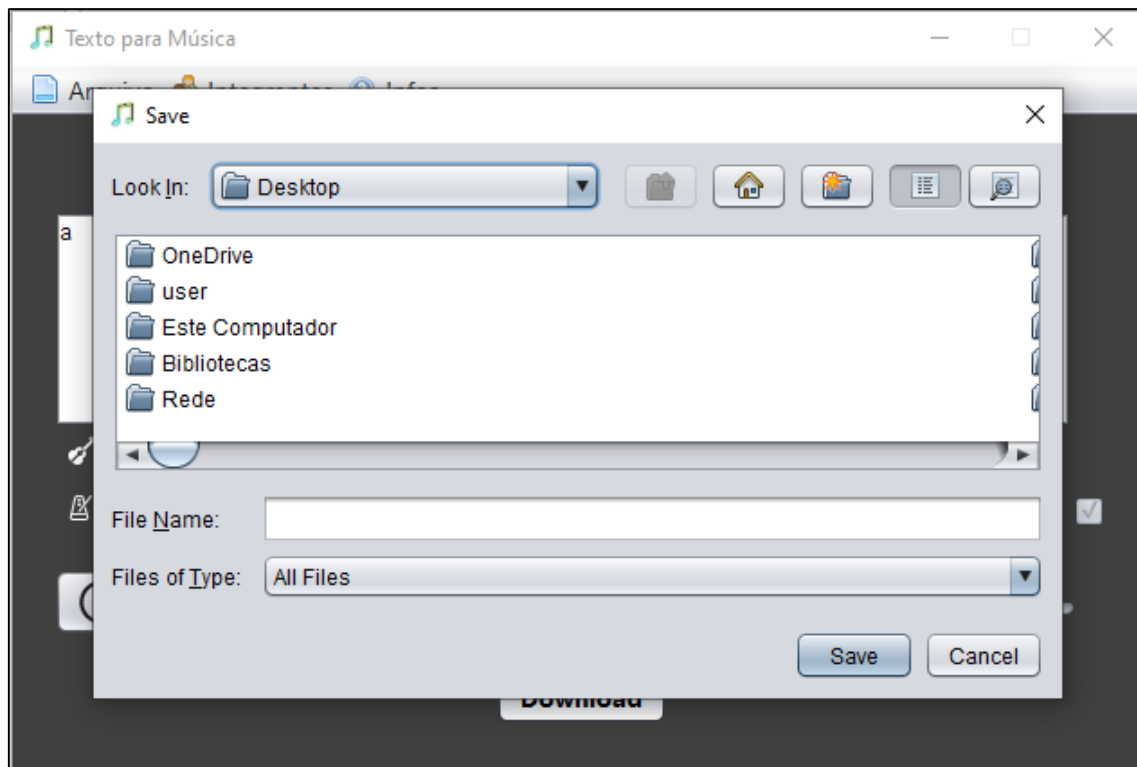 Texto para Música
Save
Look In:
Desktop
a
OneDrive
user
Este Computador
Bibliotecas
Rede
File Name:
Files of Type:
All Files
Save
Cancel
Download